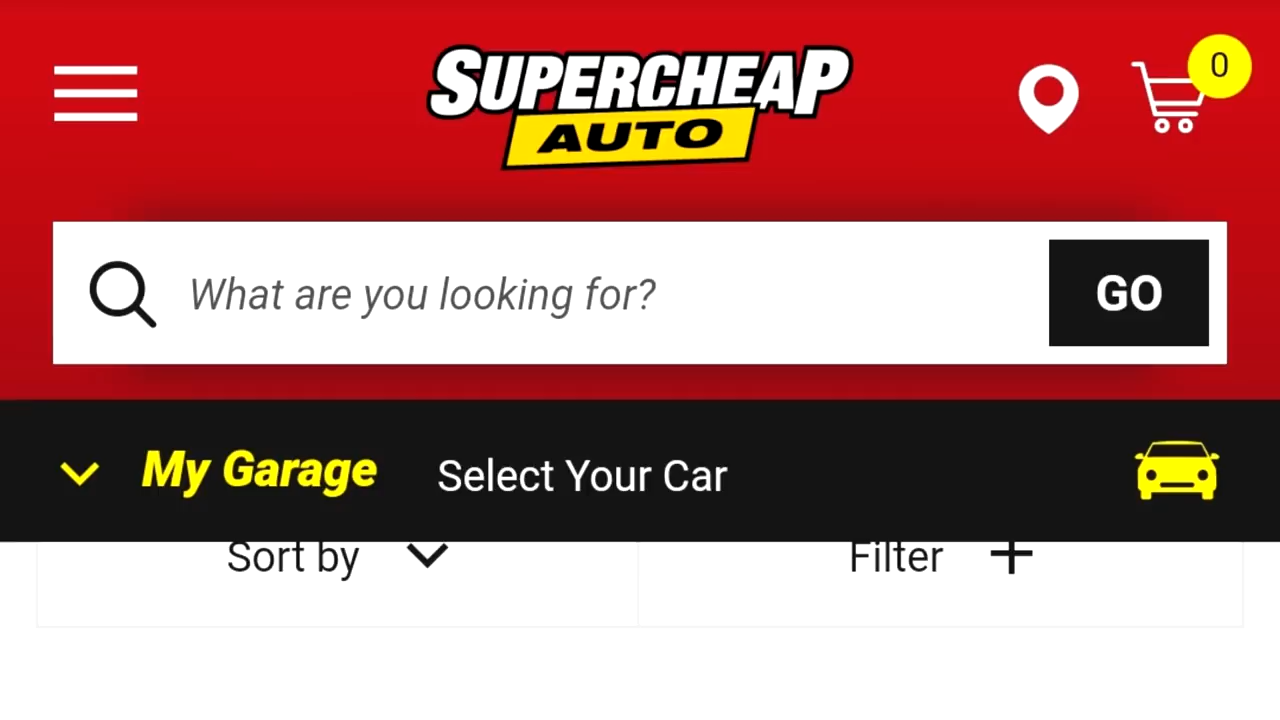 SUPERCHEAP
AUTO
0
What are you looking for?
GO
My Garage
Select Your Car
Sort by
Filter